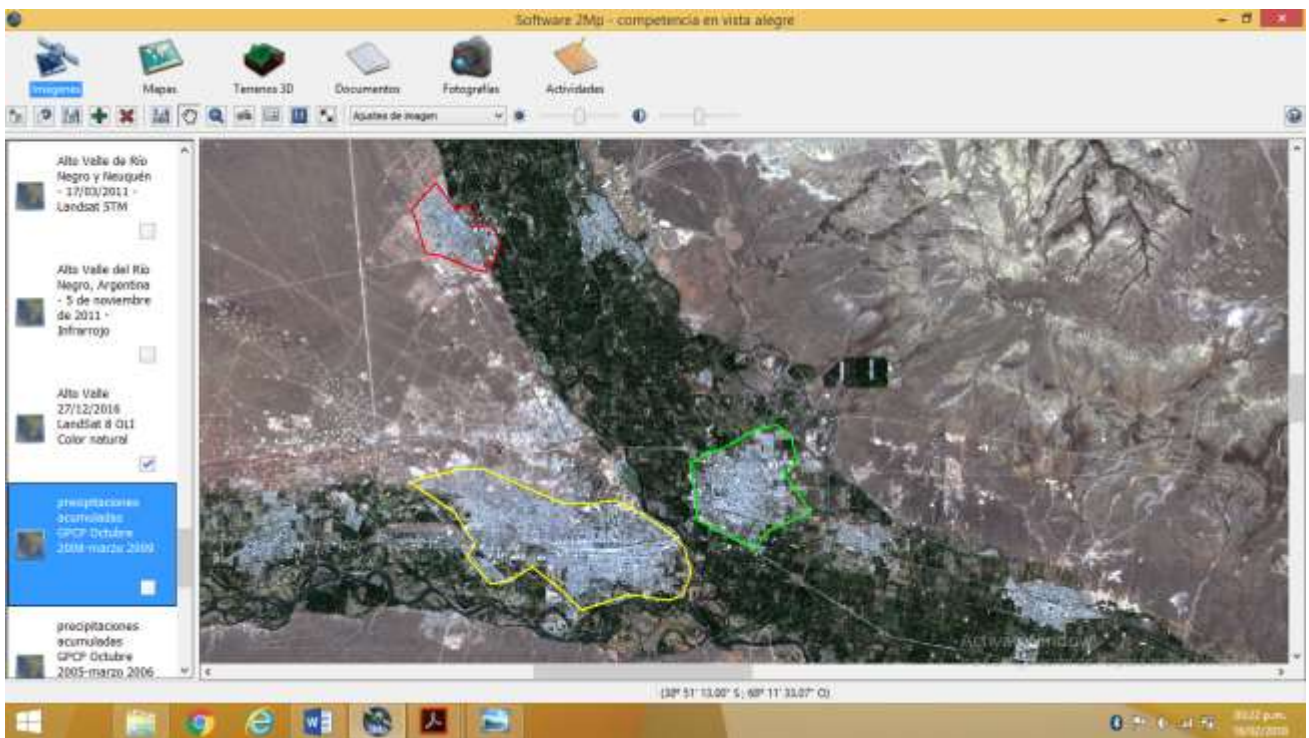 Software 2Mp - competencia en vista alegre
Imagenes
Mapas
Terrenos 3D
Documentos
Fotografías
Actividades
Ajustes de imagen
Alto Valle de Río
Negro y Neuquén
- 17/03/2011 -
Landsat 5TM
Alto Valle del Río
Negro, Argentina
- 5 de noviembre
de 2011 -
Infrarrojo
Alto Valle
27/12/2016
LandSat 8 OLI
Color natural
precipitaciones
acumuladas
GPCP Octubre
2008-marzo 2009
precipitaciones
acumuladas
GPCP Octubre
2005-marzo 2006